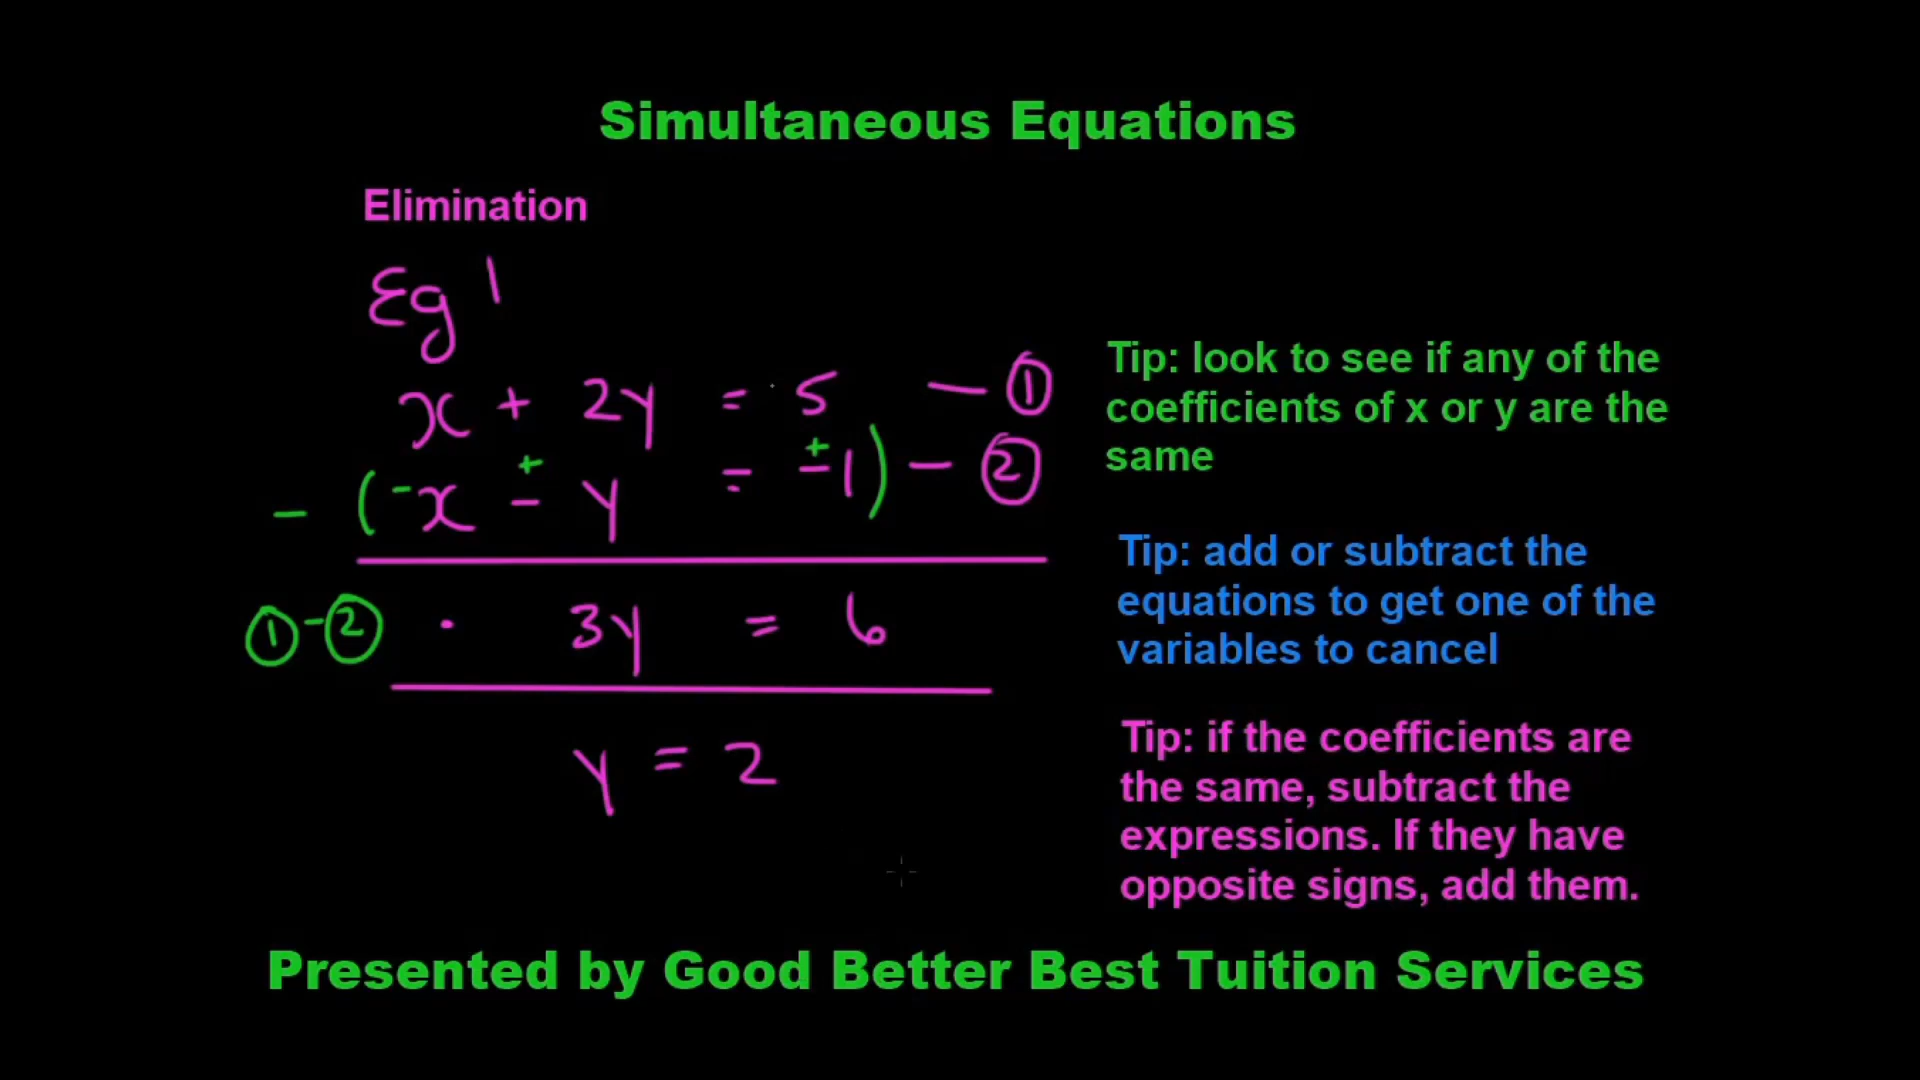 Simultaneous Equations
Elimination
Eg 1
x + 2y = 5 — ①
- (-x +- y = +-1) — ②
①-② · 3y = 6
y = 2
Tip: look to see if any of the
coefficients of x or y are the
same
Tip: add or subtract the
equations to get one of the
variables to cancel
Tip: if the coefficients are
the same, subtract the
expressions. If they have
opposite signs, add them.
Presented by Good Better Best Tuition Services